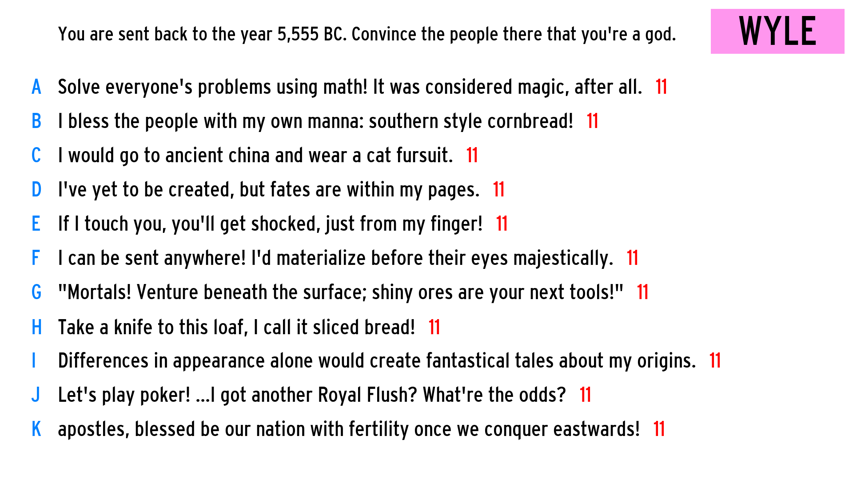 You are sent back to the year 5,555 BC. Convince the people there that you're a god.
WYLE
A Solve everyone's problems using math! It was considered magic, after all. 11
B I bless the people with my own manna: southern style cornbread! 11
C I would go to ancient china and wear a cat fursuit. 11
D I've yet to be created, but fates are within my pages. 11
E If I touch you, you'll get shocked, just from my finger! 11
F I can be sent anywhere! I'd materialize before their eyes majestically. 11
G "Mortals! Venture beneath the surface; shiny ores are your next tools!" 11
H Take a knife to this loaf, I call it sliced bread! 11
I Differences in appearance alone would create fantastical tales about my origins. 11
J Let's play poker! ...I got another Royal Flush? What're the odds? 11
K apostles, blessed be our nation with fertility once we conquer eastwards! 11